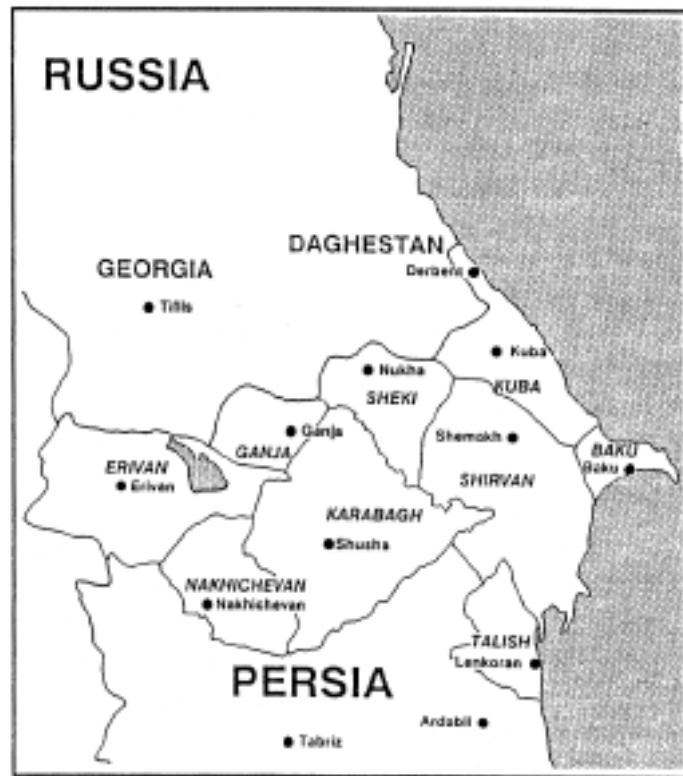 RUSSIA
DAGHESTAN
Derbent
GEORGIA
Tiflis
Kuba
Nukha
KUBA
SHEKI
Ganja
Shemakh
GANJA
BAKU
Baku
ERIVAN
Erivan
SHIRVAN
KARABAGH
Shusha
NAKHICHEVAN
Nakhichevan
TALISH
Lenkoran
PERSIA
Ardabil
Tabriz